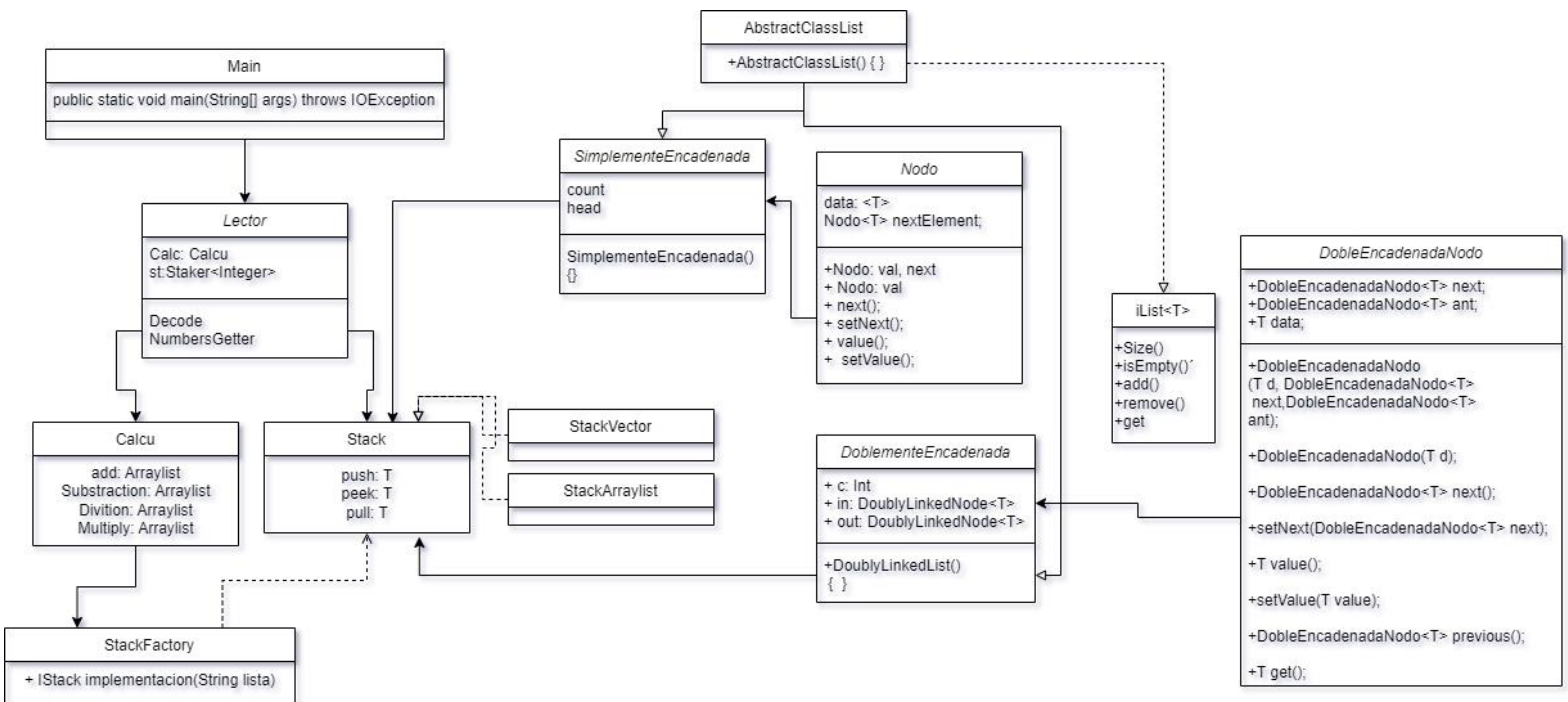 AbstractClassList
+AbstractClassList() { }
Main
public static void main(String[] args) throws IOException
SimplementeEncadenada
count
head
SimplementeEncadenada()
{}
Nodo
data: <T>
Nodo<T> nextElement;
+Nodo: val, next
+ Nodo: val
+ next();
+ setNext();
+ value();
+ setValue();
Lector
Calc: Calcu
st:Staker<Integer>
Decode
NumbersGetter
iList<T>
+Size()
+isEmpty()´
+add()
+remove()
+get
DobleEncadenadaNodo
+DobleEncadenadaNodo<T> next;
+DobleEncadenadaNodo<T> ant;
+T data;
+DobleEncadenadaNodo
(T d, DobleEncadenadaNodo<T>
next,DobleEncadenadaNodo<T>
ant);
+DobleEncadenadaNodo(T d);
+DobleEncadenadaNodo<T> next();
+setNext(DobleEncadenadaNodo<T> next);
+T value();
+setValue(T value);
+DobleEncadenadaNodo<T> previous();
+T get();
Calcu
add: Arraylist
Substraction: Arraylist
Divition: Arraylist
Multiply: Arraylist
Stack
push: T
peek: T
pull: T
StackVector
StackArraylist
DoblementeEncadenada
+ c: Int
+ in: DoublyLinkedNode<T>
+ out: DoublyLinkedNode<T>
+DoublyLinkedList()
{ }
StackFactory
+ IStack implementacion(String lista)